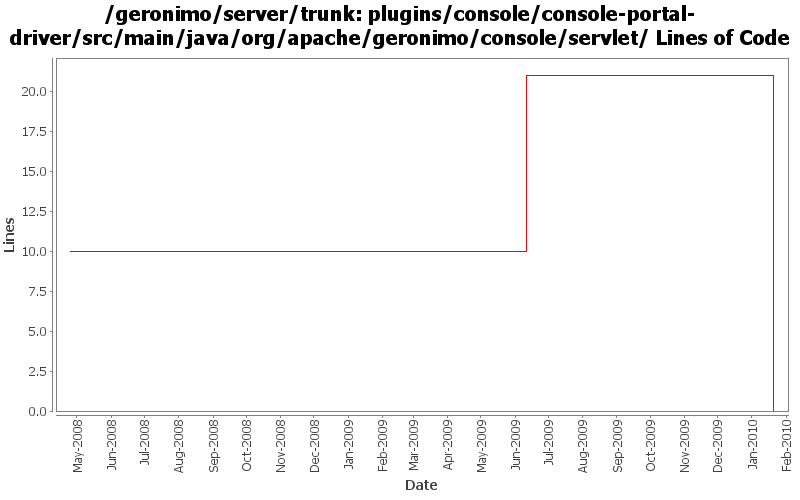 /geronimo/server/trunk: plugins/console/console-portal-
driver/src/main/java/org/apache/geronimo/console/servlet/ Lines of Code
Lines
20.0
17.5
15.0
12.5
10.0
7.5
5.0
2.5
0.0
May-2008
Jun-2008
Jul-2008
Aug-2008
Sep-2008
Oct-2008
Nov-2008
Dec-2008
Jan-2009
Feb-2009
Mar-2009
Apr-2009
May-2009
Jun-2009
Jul-2009
Aug-2009
Sep-2009
Oct-2009
Nov-2009
Dec-2009
Jan-2010
Feb-2010
Date